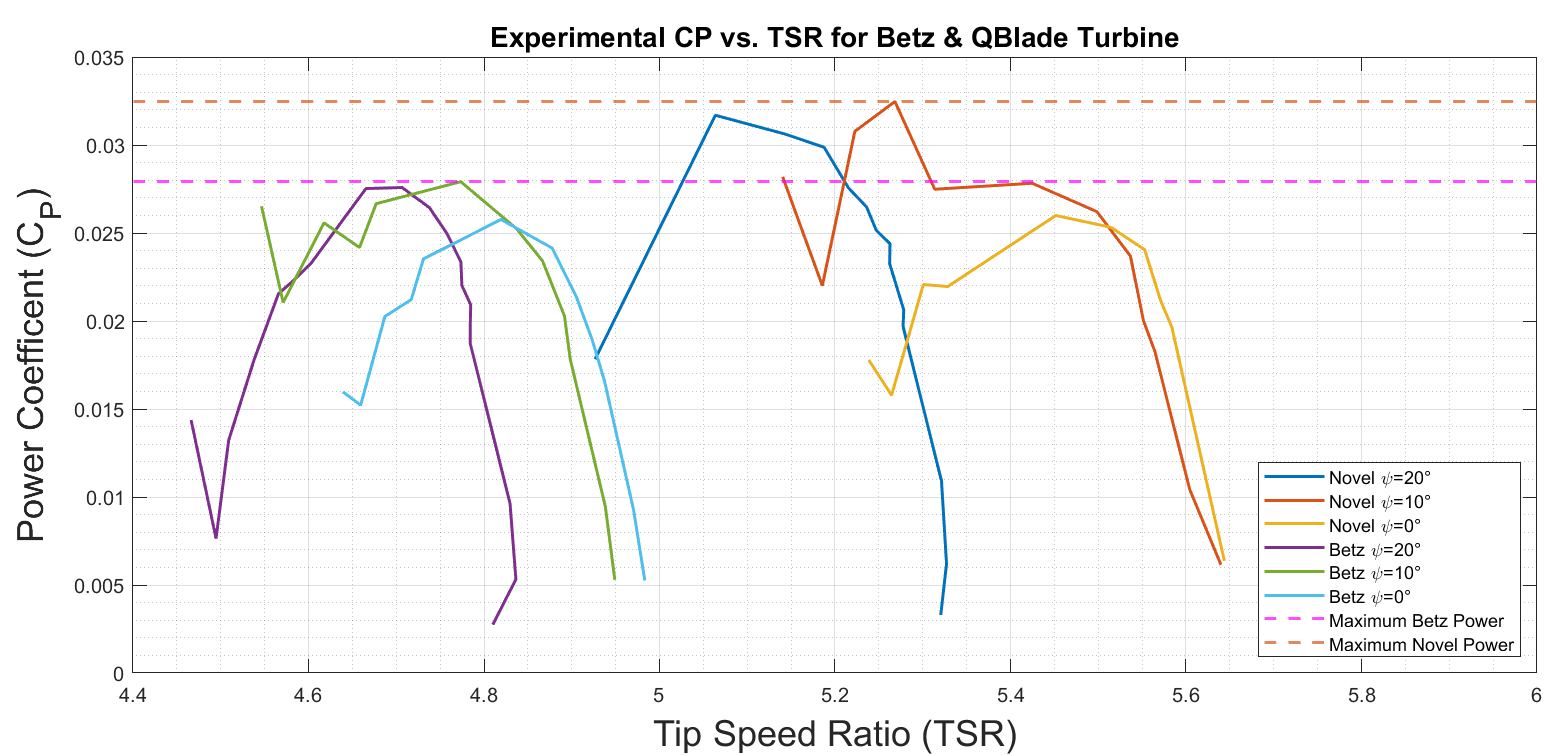 Experimental CP vs. TSR for Betz & QBlade Turbine
Power Coefficent (C_P)
0.035
0.03
0.025
0.02
0.015
0.01
0.005
0
4.4 4.6 4.8 5 5.2 5.4 5.6 5.8 6
Tip Speed Ratio (TSR)
Novel ψ=20°
Novel ψ=10°
Novel ψ=0°
Betz ψ=20°
Betz ψ=10°
Betz ψ=0°
Maximum Betz Power
Maximum Novel Power